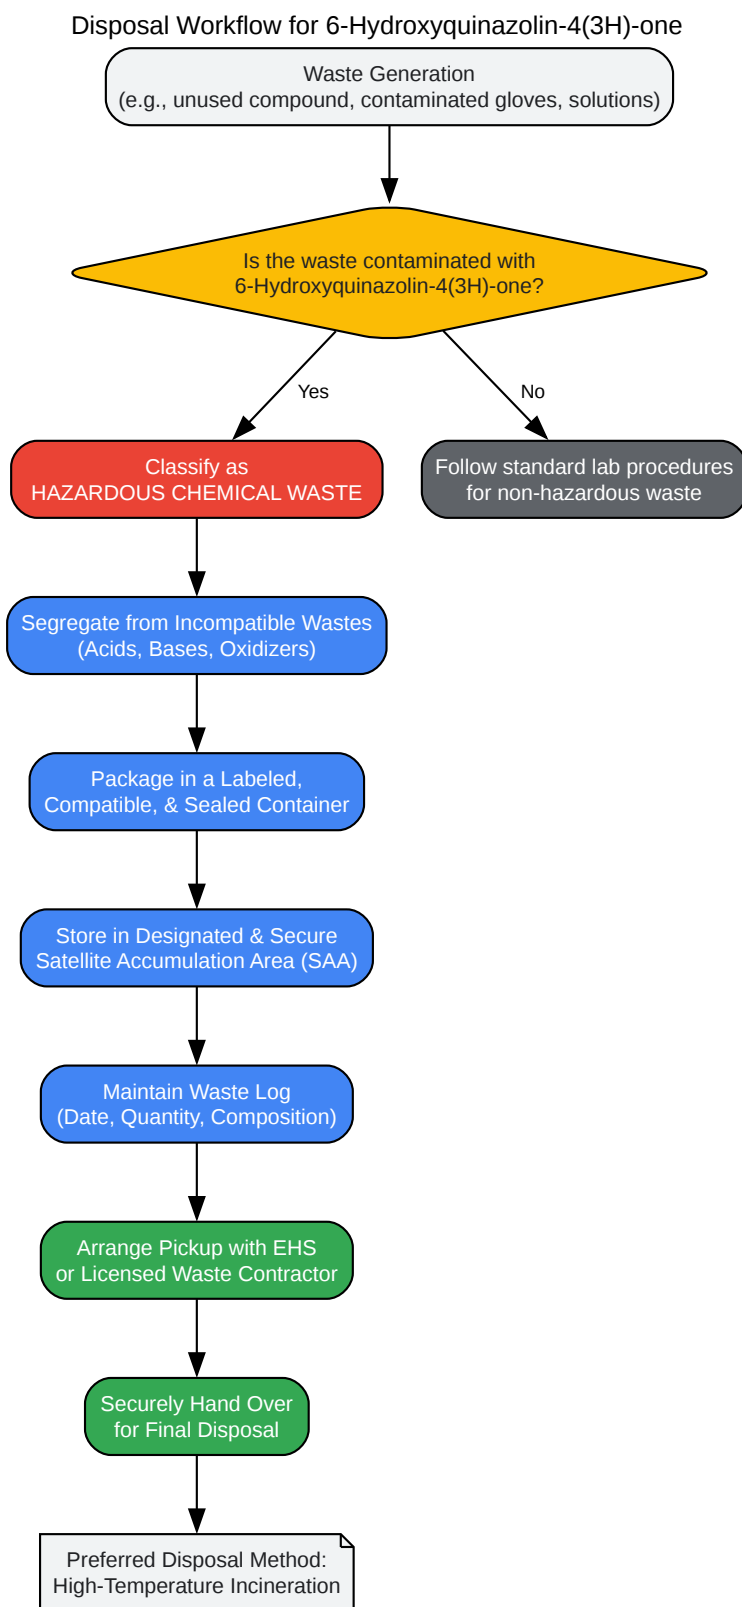 Disposal Workflow for 6-Hydroxyquinazolin-4(3H)-one
Waste Generation
(e.g., unused compound, contaminated gloves, solutions)
Is the waste contaminated with
6-Hydroxyquinazolin-4(3H)-one?
Yes
No
Classify as
HAZARDOUS CHEMICAL WASTE
Follow standard lab procedures
for non-hazardous waste
Segregate from Incompatible Wastes
(Acids, Bases, Oxidizers)
Package in a Labeled,
Compatible, & Sealed Container
Store in Designated & Secure
Satellite Accumulation Area (SAA)
Maintain Waste Log
(Date, Quantity, Composition)
Arrange Pickup with EHS
or Licensed Waste Contractor
Securely Hand Over
for Final Disposal
Preferred Disposal Method:
High-Temperature Incineration